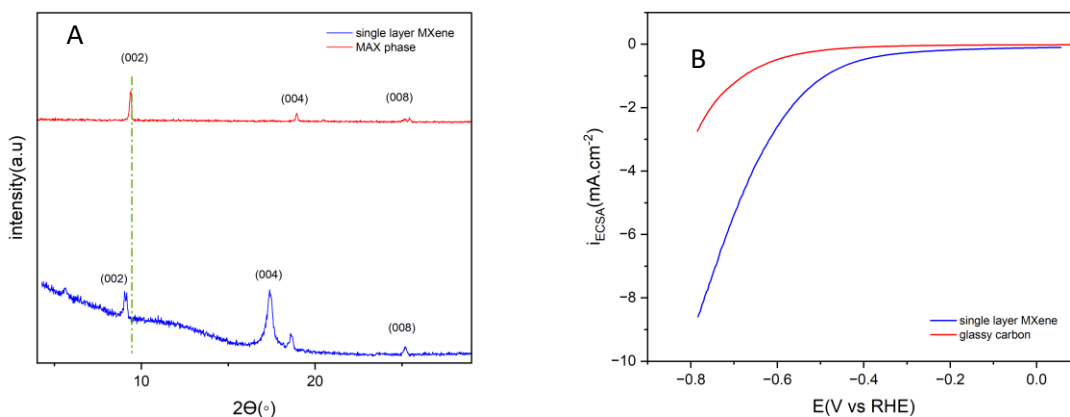 A
single layer MXene
MAX phase
(002)
(004)
(008)
(002)
(004)
(008)
intensity(a.u)
10
20
2Θ(◦)
B
0
−2
−4
−6
−8
−10
i_ECSA(mA.cm⁻²)
single layer MXene
glassy carbon
−0.8
−0.6
−0.4
−0.2
0.0
E(V vs RHE)